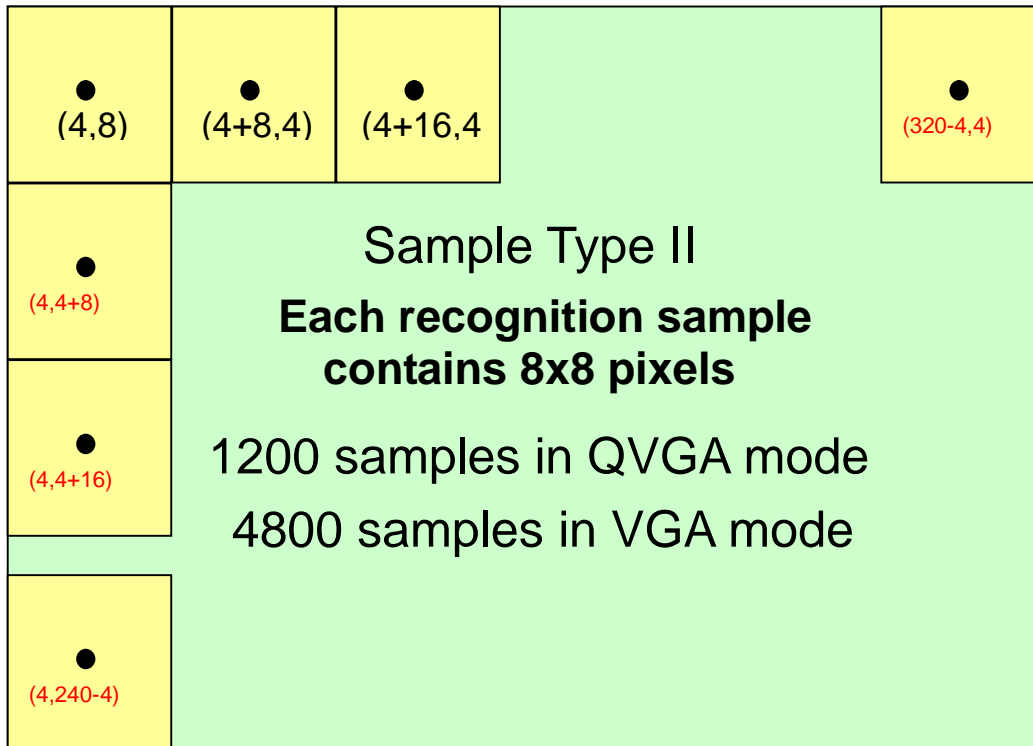 (4,8) (4+8,4) (4+16,4
(320-4,4)
Sample Type II
(4,4+8)
Each recognition sample
contains 8x8 pixels
1200 samples in QVGA mode
(4,4+16)
4800 samples in VGA mode
(4,240-4)